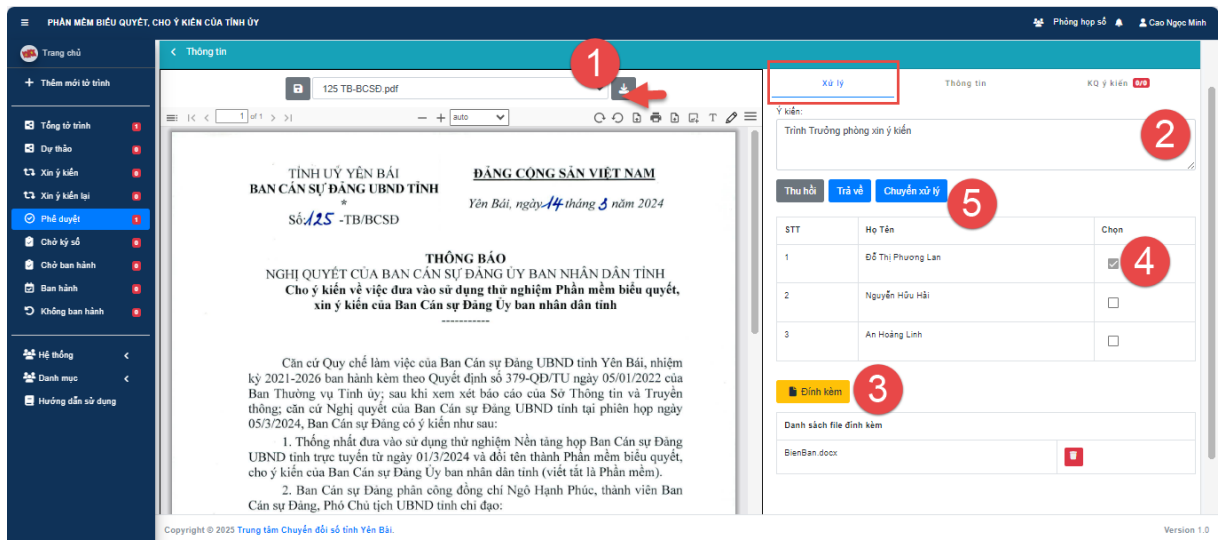 PHẦN MỀM BIỂU QUYẾT, CHO Ý KIẾN CỦA TỈNH ỦY
Phòng họp số
Cao Ngọc Minh
Trang chủ
Thêm mới tờ trình
Tổng tờ trình 1
Dự thảo 0
Xin ý kiến 0
Xin ý kiến lại 0
Phê duyệt 1
Chờ ký số 0
Chờ ban hành 0
Ban hành 0
Không ban hành 0
Hệ thống
Danh mục
Hướng dẫn sử dụng
Thông tin
1
125 TB-BCSĐ.pdf
1 of 1
auto
TỈNH UỶ YÊN BÁI
BAN CÁN SỰ ĐẢNG UBND TỈNH
*
Số:125 -TB/BCSĐ
ĐẢNG CỘNG SẢN VIỆT NAM
Yên Bái, ngày 14 tháng 3 năm 2024
THÔNG BÁO
NGHỊ QUYẾT CỦA BAN CÁN SỰ ĐẢNG ỦY BAN NHÂN DÂN TỈNH
Cho ý kiến về việc đưa vào sử dụng thử nghiệm Phần mềm biểu quyết,
xin ý kiến của Ban Cán sự Đảng Ủy ban nhân dân tỉnh
-----------
Căn cứ Quy chế làm việc của Ban Cán sự Đảng UBND tỉnh Yên Bái, nhiệm
kỳ 2021-2026 ban hành kèm theo Quyết định số 379-QĐ/TU ngày 05/01/2022 của
Ban Thường vụ Tỉnh ủy; sau khi xem xét báo cáo của Sở Thông tin và Truyền
thông; căn cứ Nghị quyết của Ban Cán sự Đảng UBND tỉnh tại phiên họp ngày
05/3/2024, Ban Cán sự Đảng có ý kiến như sau:
1. Thống nhất đưa vào sử dụng thử nghiệm Nền tảng họp Ban Cán sự Đảng
UBND tỉnh trực tuyến từ ngày 01/3/2024 và đổi tên thành Phần mềm biểu quyết,
cho ý kiến của Ban Cán sự Đảng Ủy ban nhân dân tỉnh (viết tắt là Phần mềm).
2. Ban Cán sự Đảng phân công đồng chí Ngô Hạnh Phúc, thành viên Ban
Cán sự Đảng, Phó Chủ tịch UBND tỉnh chỉ đạo:
Xử lý
Thông tin
KQ ý kiến 0/0
Ý kiến:
Trình Trưởng phòng xin ý kiến
2
Thu hồi
Trả về
Chuyển xử lý
5
STT Họ Tên Chọn
1 Đỗ Thị Phương Lan
4
2 Nguyễn Hữu Hải
3 An Hoàng Linh
Đính kèm
3
Danh sách file đính kèm
BienBan.docx
Copyright © 2025 Trung tâm Chuyển đổi số tỉnh Yên Bái.
Version 1.0